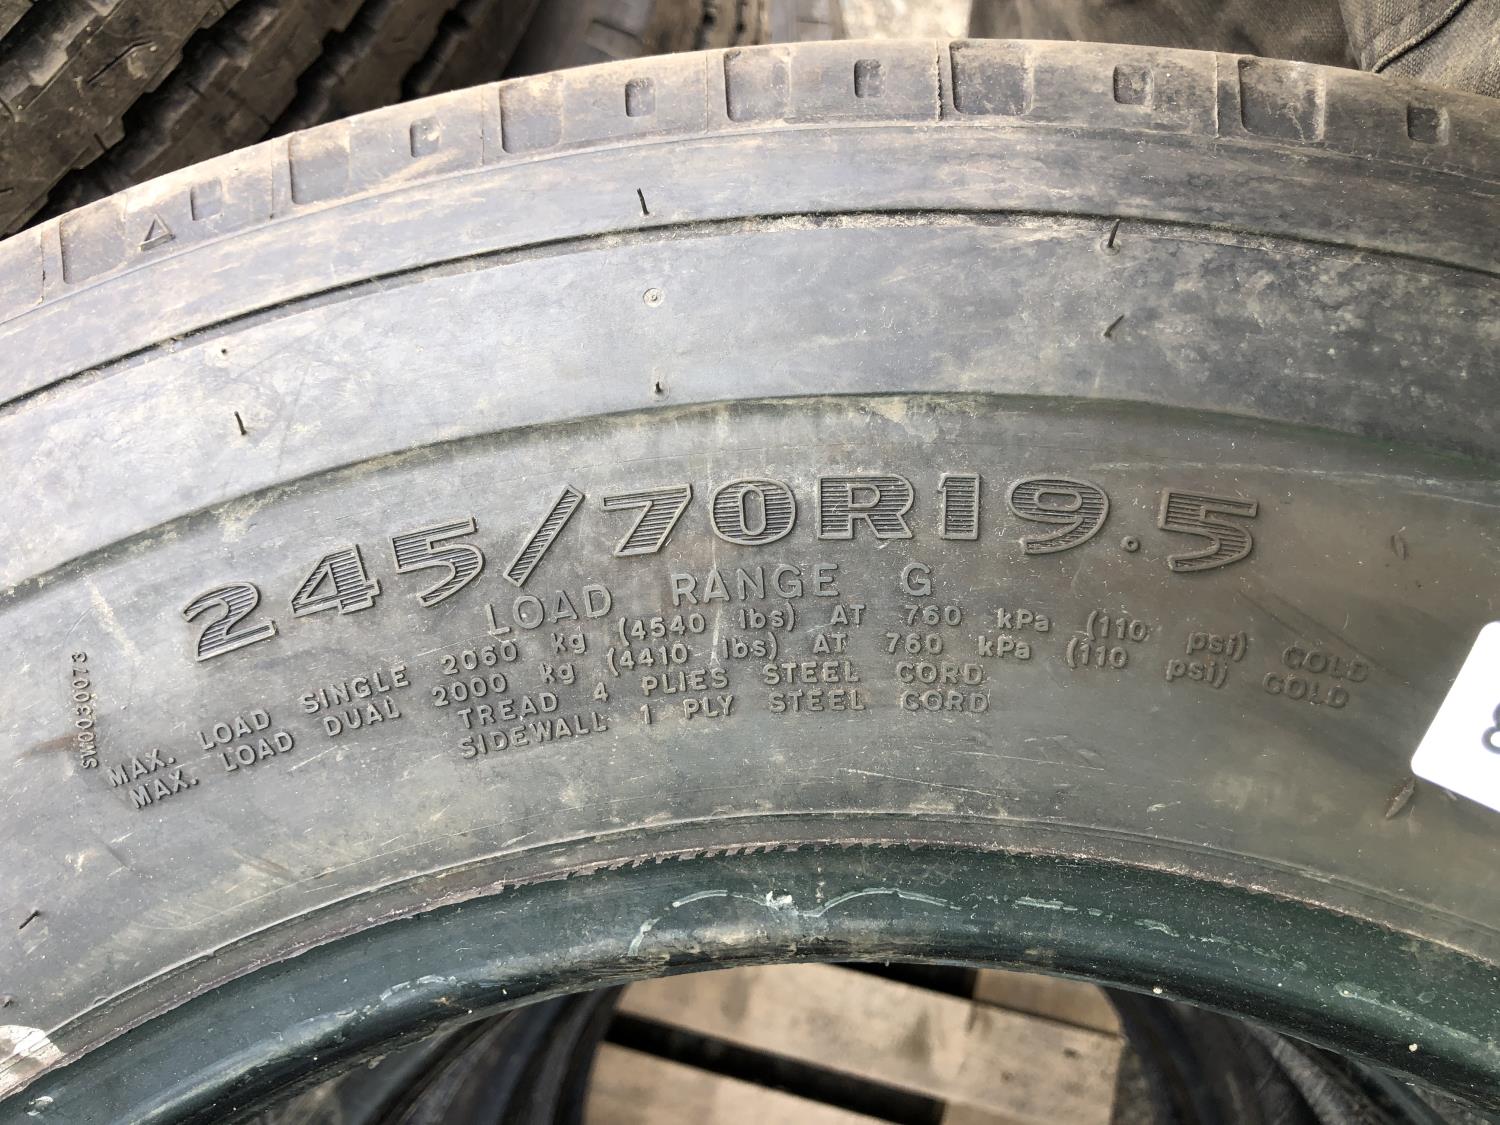 245/70R19.5
LOAD RANGE G
MAX. LOAD SINGLE 2060 kg (4540 lbs) AT 760 kPa (110 psi) COLD
MAX. LOAD DUAL 2000 kg (4410 lbs) AT 760 kPa (110 psi) COLD
TREAD 4 PLIES STEEL CORD
SIDEWALL 1 PLY STEEL CORD
SW0030073